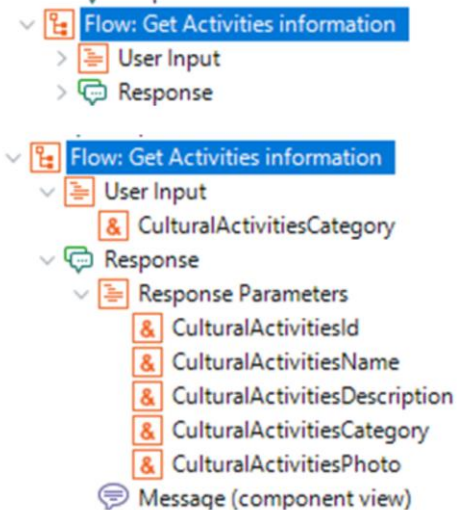 Flow: Get Activities information
User Input
Response
Flow: Get Activities information
User Input
& CulturalActivitiesCategory
Response
Response Parameters
& CulturalActivitiesId
& CulturalActivitiesName
& CulturalActivitiesDescription
& CulturalActivitiesCategory
& CulturalActivitiesPhoto
Message (component view)